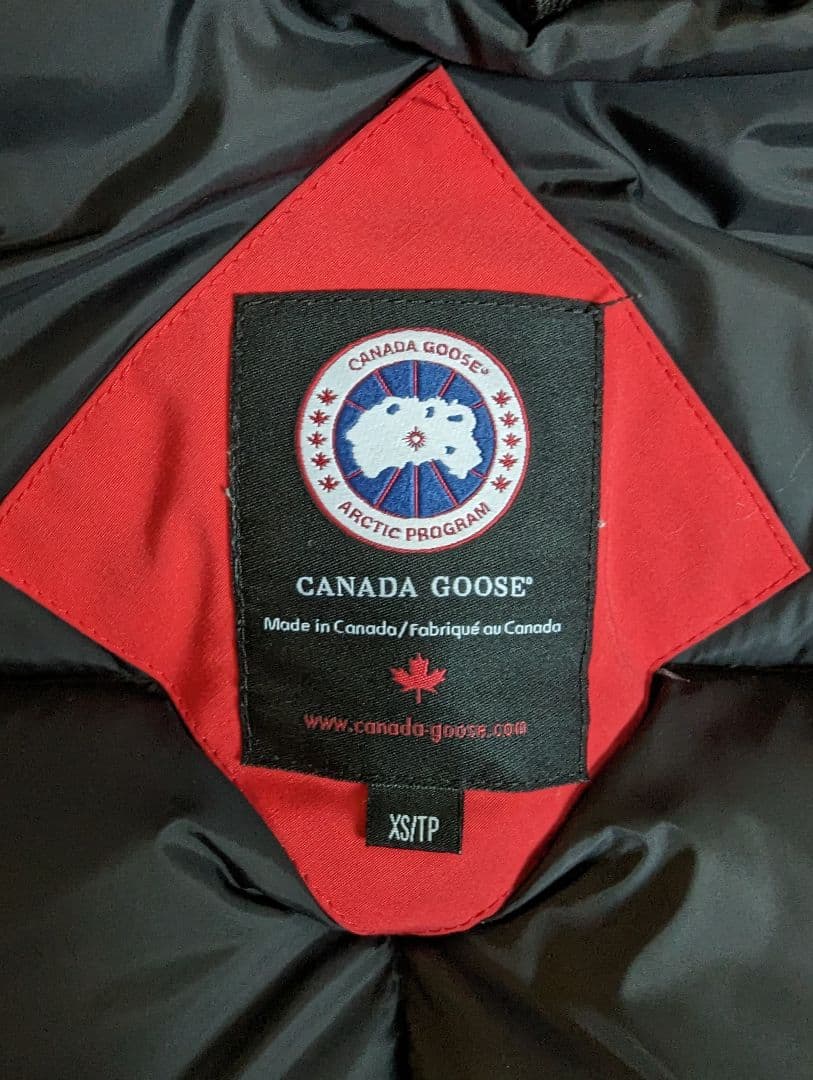 CANADA GOOSE®
ARCTIC PROGRAM
CANADA GOOSE®
Made in Canada/Fabriqué au Canada
www.canada-goose.com
XS/TP